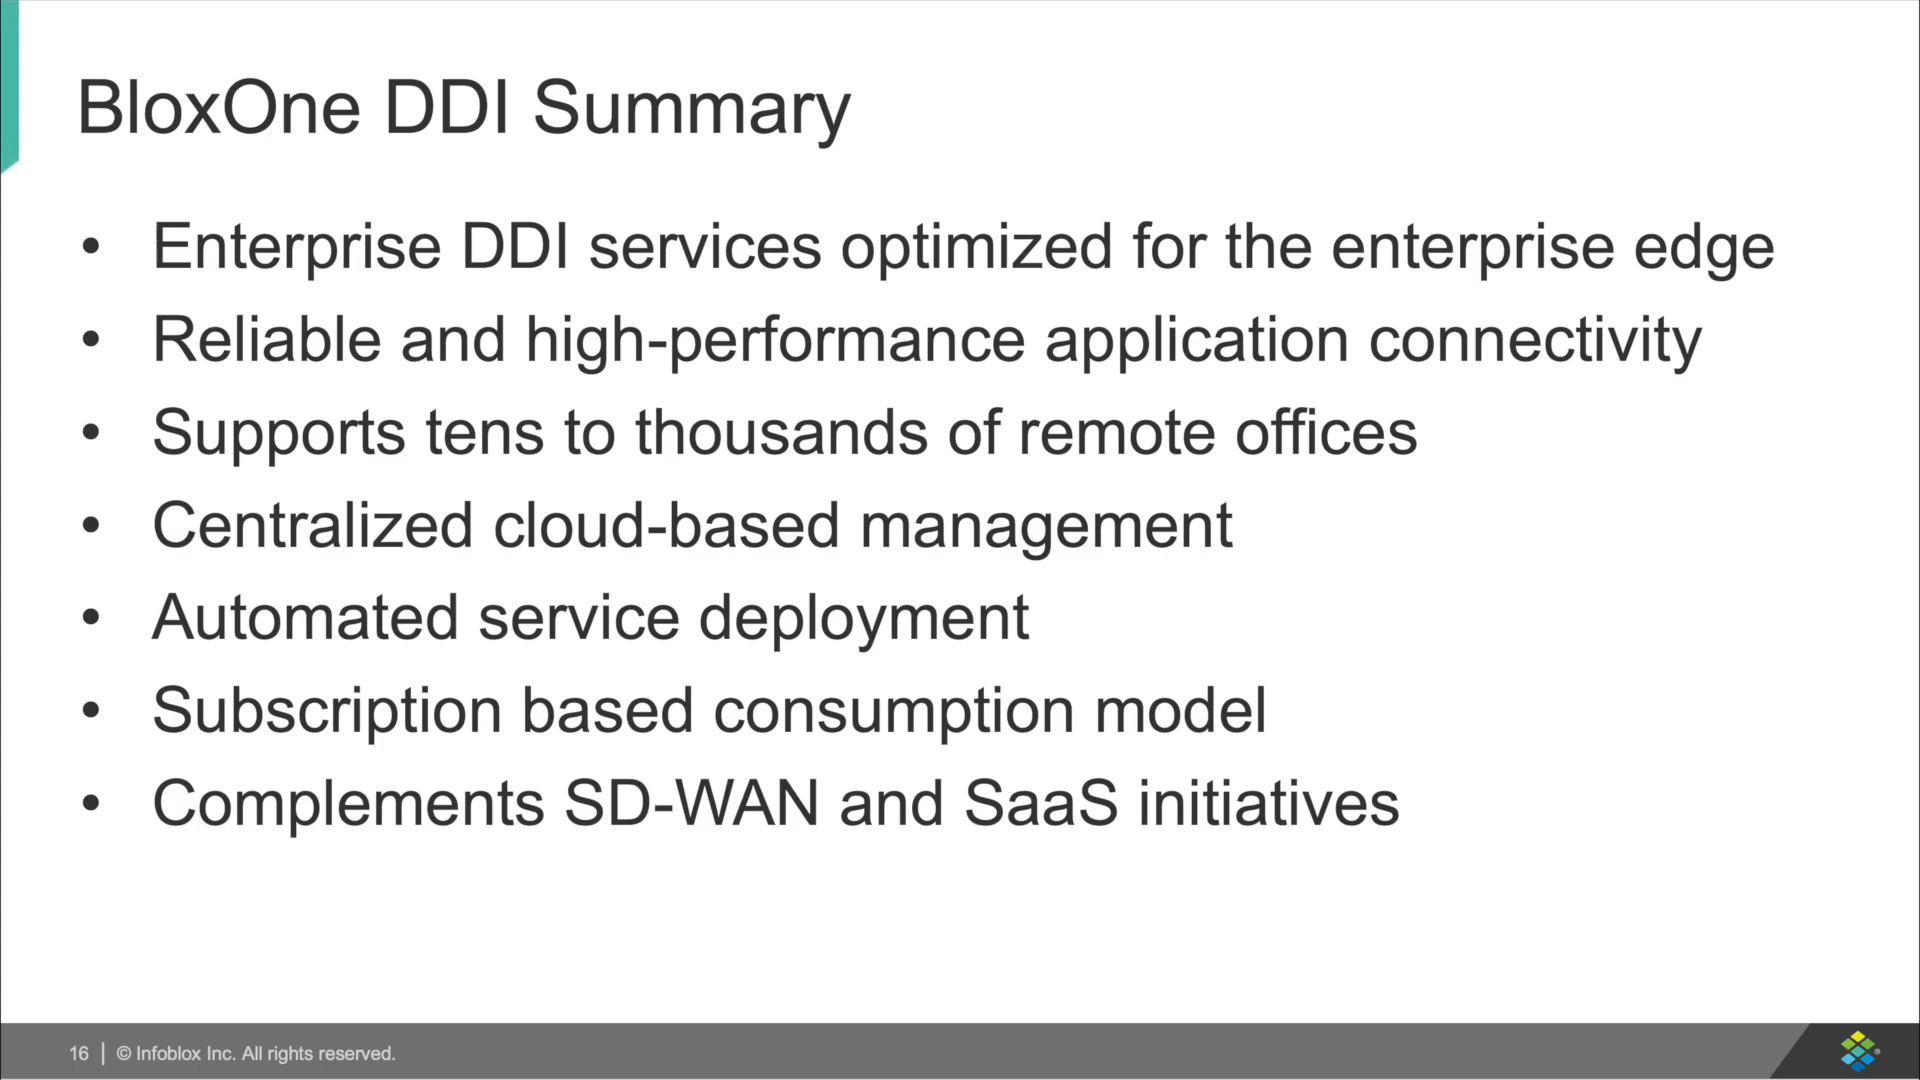 BloxOne DDI Summary
• Enterprise DDI services optimized for the enterprise edge
• Reliable and high-performance application connectivity
• Supports tens to thousands of remote offices
• Centralized cloud-based management
• Automated service deployment
• Subscription based consumption model
• Complements SD-WAN and SaaS initiatives
16 | © Infoblox Inc. All rights reserved.